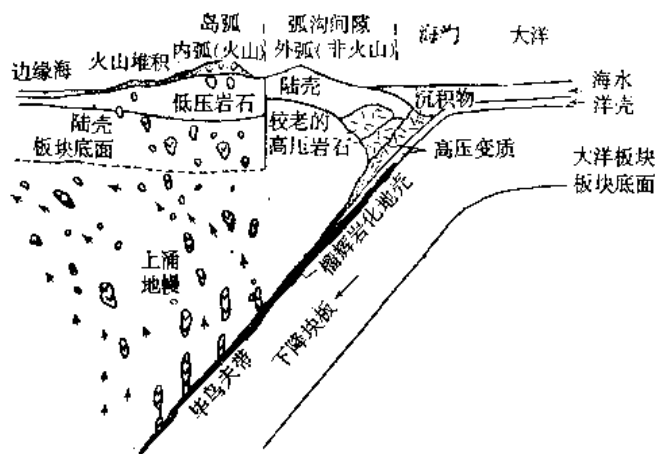 岛弧
弧沟间隙
内弧(火山)
外弧(非火山)
海沟
大洋
边缘海
火山堆积
陆壳
海水
洋壳
低压岩石
沉积物
陆壳
板块底面
较老的
高压岩石
高压变质
大洋板块
板块底面
榴辉岩化地壳
上涌
地幔
下降块板
毕乌夫带